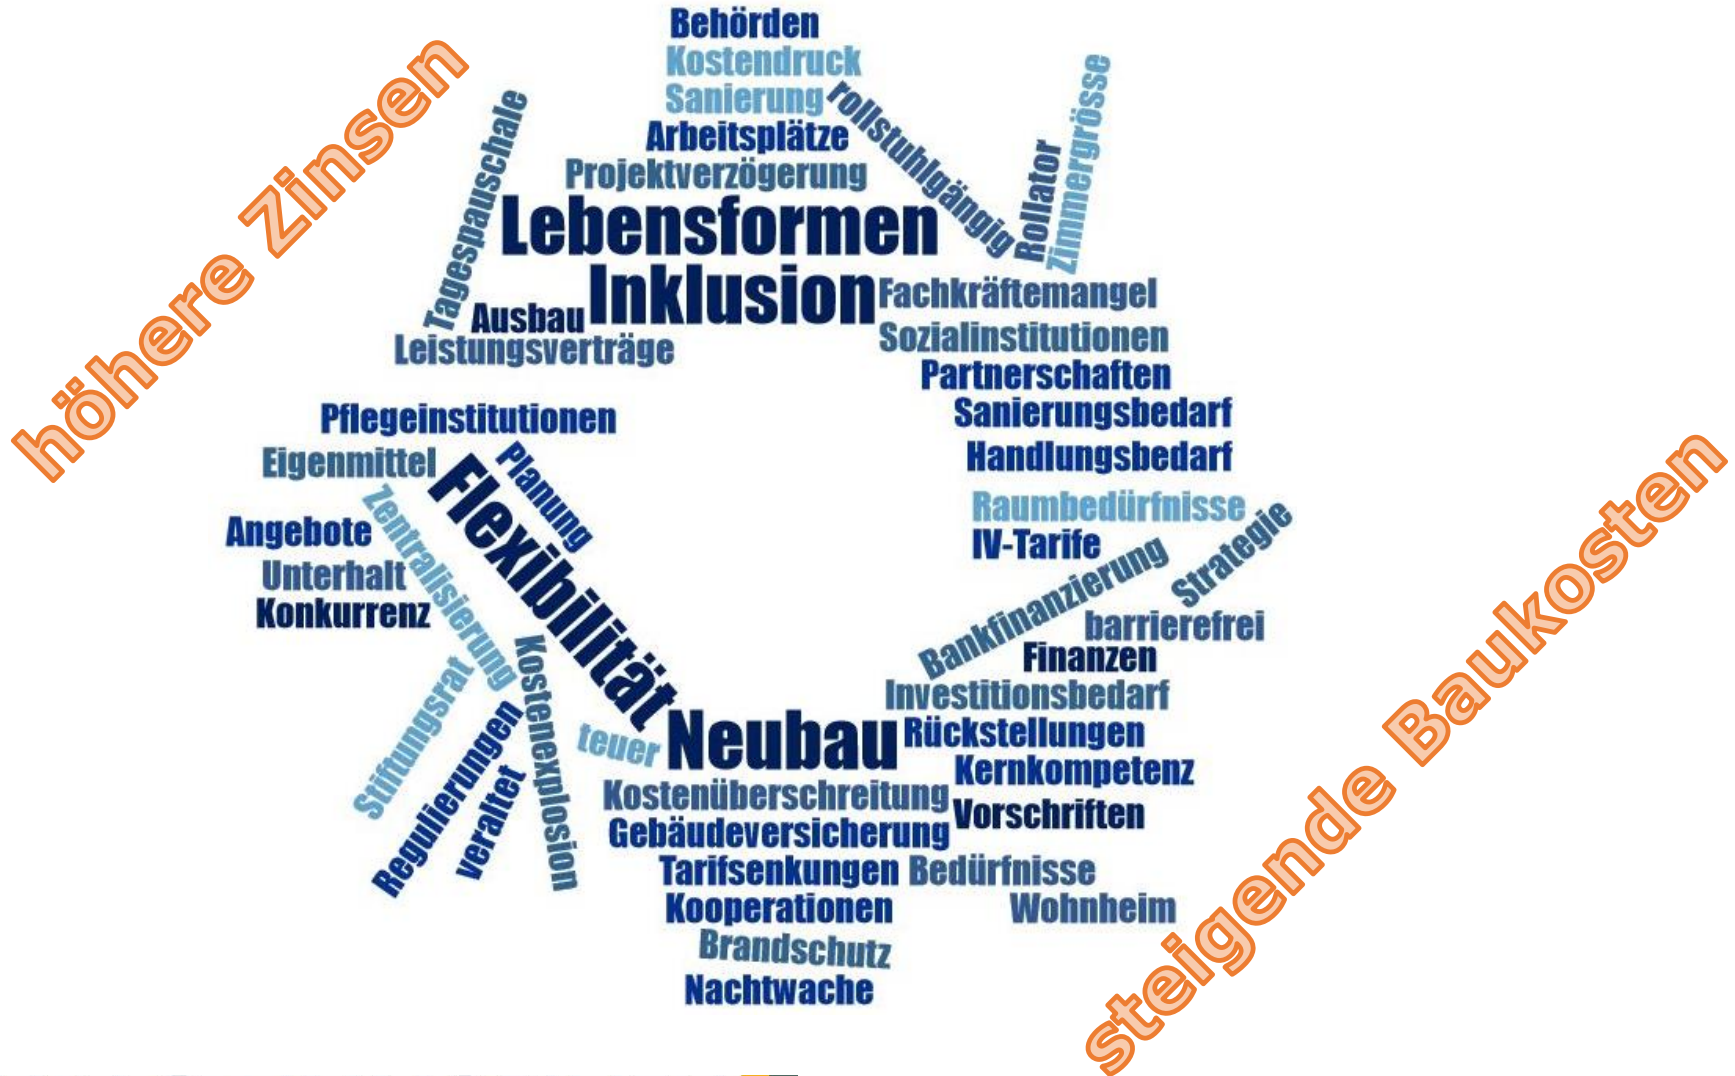 Behörden
Kostendruck
Sanierung
rollstuhlgängig
Arbeitsplätze
Projektverzögerung
Lebensformen
Inklusion
höhere Zinsen
Tagespauschale
Ausbau
Leistungsverträge
Rollator
Zimmergrösse
Fachkräftemangel
Sozialinstitutionen
Partnerschaften
Sanierungsbedarf
Handlungsbedarf
Raumbedürfnisse
IV-Tarife
Strategie
Bankfinanzierung
barrierefrei
Finanzen
Investitionsbedarf
Rückstellungen
Kernkompetenz
Vorschriften
Pflegeinstitutionen
Eigenmittel
Planung
Flexibilität
Zentralisierung
Angebote
Unterhalt
Konkurrenz
Stiftungsrat
Regulierungen
veraltet
Kostenexplosion
teuer
Neubau
Kostenüberschreitung
Gebäudeversicherung
Tarifsenkungen
Bedürfnisse
Kooperationen
Wohnheim
Brandschutz
Nachtwache
steigende Baukosten